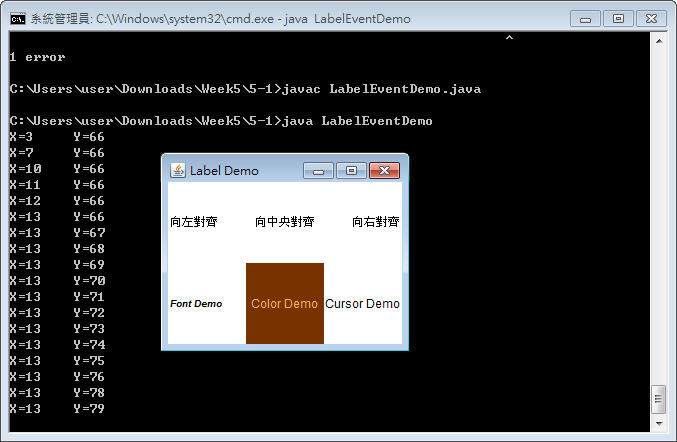 系統管理員: C:\Windows\system32\cmd.exe - java  LabelEventDemo
^
1 error
C:\Users\user\Downloads\Week5\5-1>javac LabelEventDemo.java
C:\Users\user\Downloads\Week5\5-1>java LabelEventDemo
X=3     Y=66
X=7     Y=66
X=10    Y=66
X=11    Y=66
X=12    Y=66
X=13    Y=66
X=13    Y=67
X=13    Y=68
X=13    Y=69
X=13    Y=70
X=13    Y=71
X=13    Y=72
X=13    Y=73
X=13    Y=74
X=13    Y=75
X=13    Y=76
X=13    Y=78
X=13    Y=79
Label Demo
向左對齊 向中央對齊 向右對齊
Font Demo Color Demo Cursor Demo